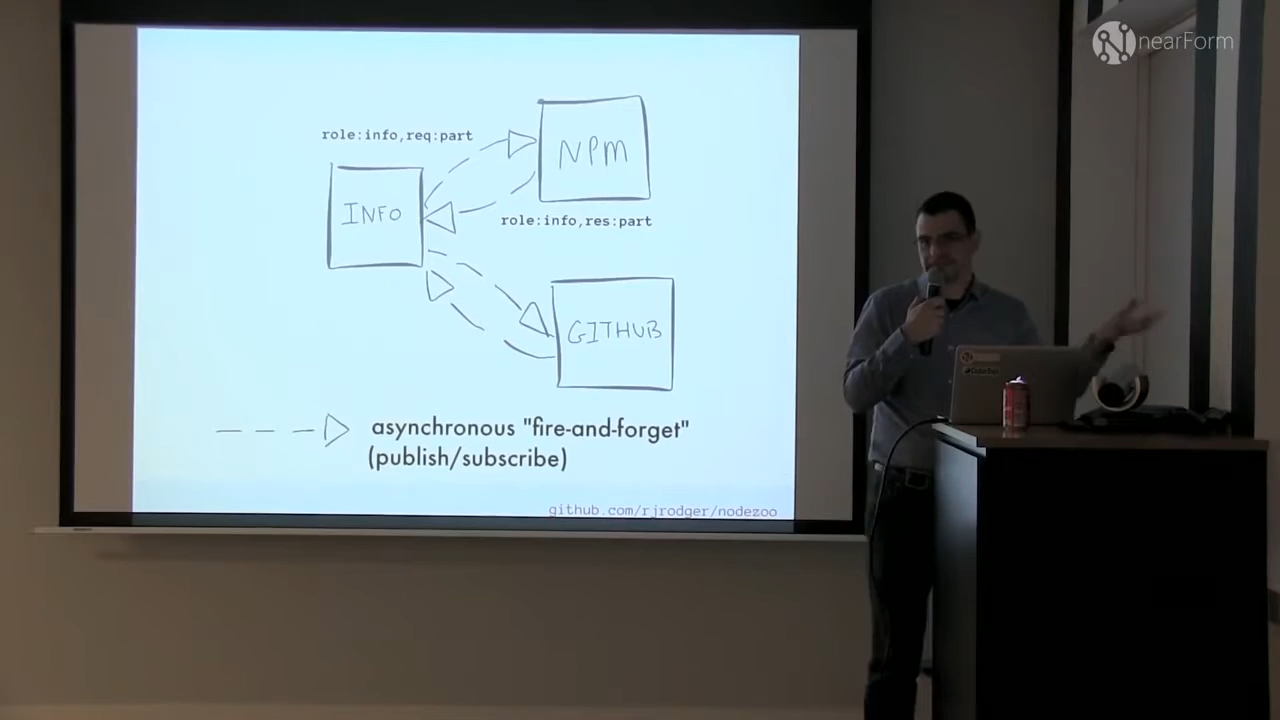 nearForm
role:info,req:part
NPM
INFO
role:info,res:part
GITHUB
asynchronous "fire-and-forget"
(publish/subscribe)
github.com/rjrodger/nodezoo